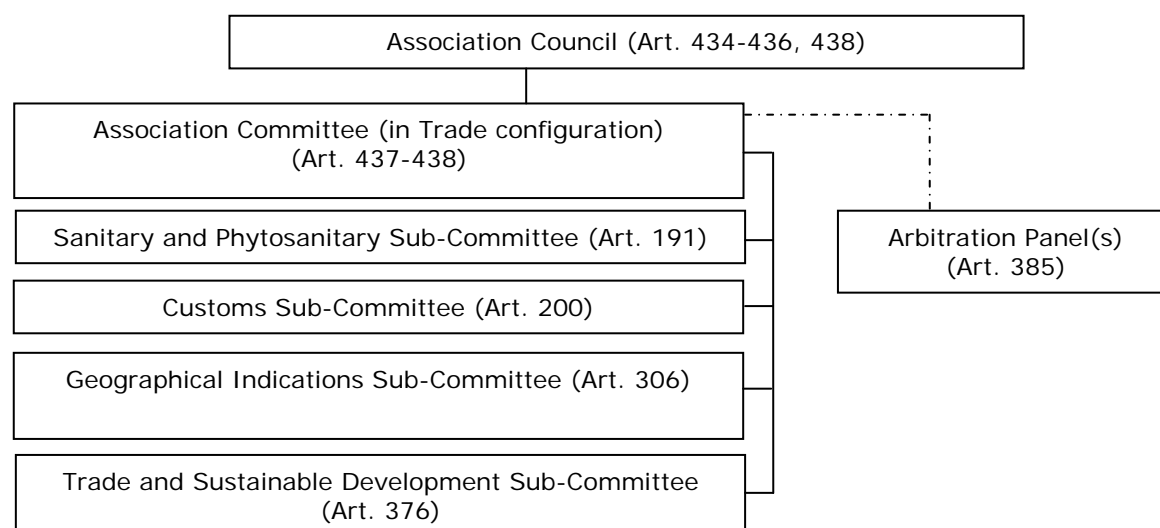 Association Council (Art. 434-436, 438)
Association Committee (in Trade configuration)
(Art. 437-438)
Sanitary and Phytosanitary Sub-Committee (Art. 191)
Arbitration Panel(s)
(Art. 385)
Customs Sub-Committee (Art. 200)
Geographical Indications Sub-Committee (Art. 306)
Trade and Sustainable Development Sub-Committee
(Art. 376)